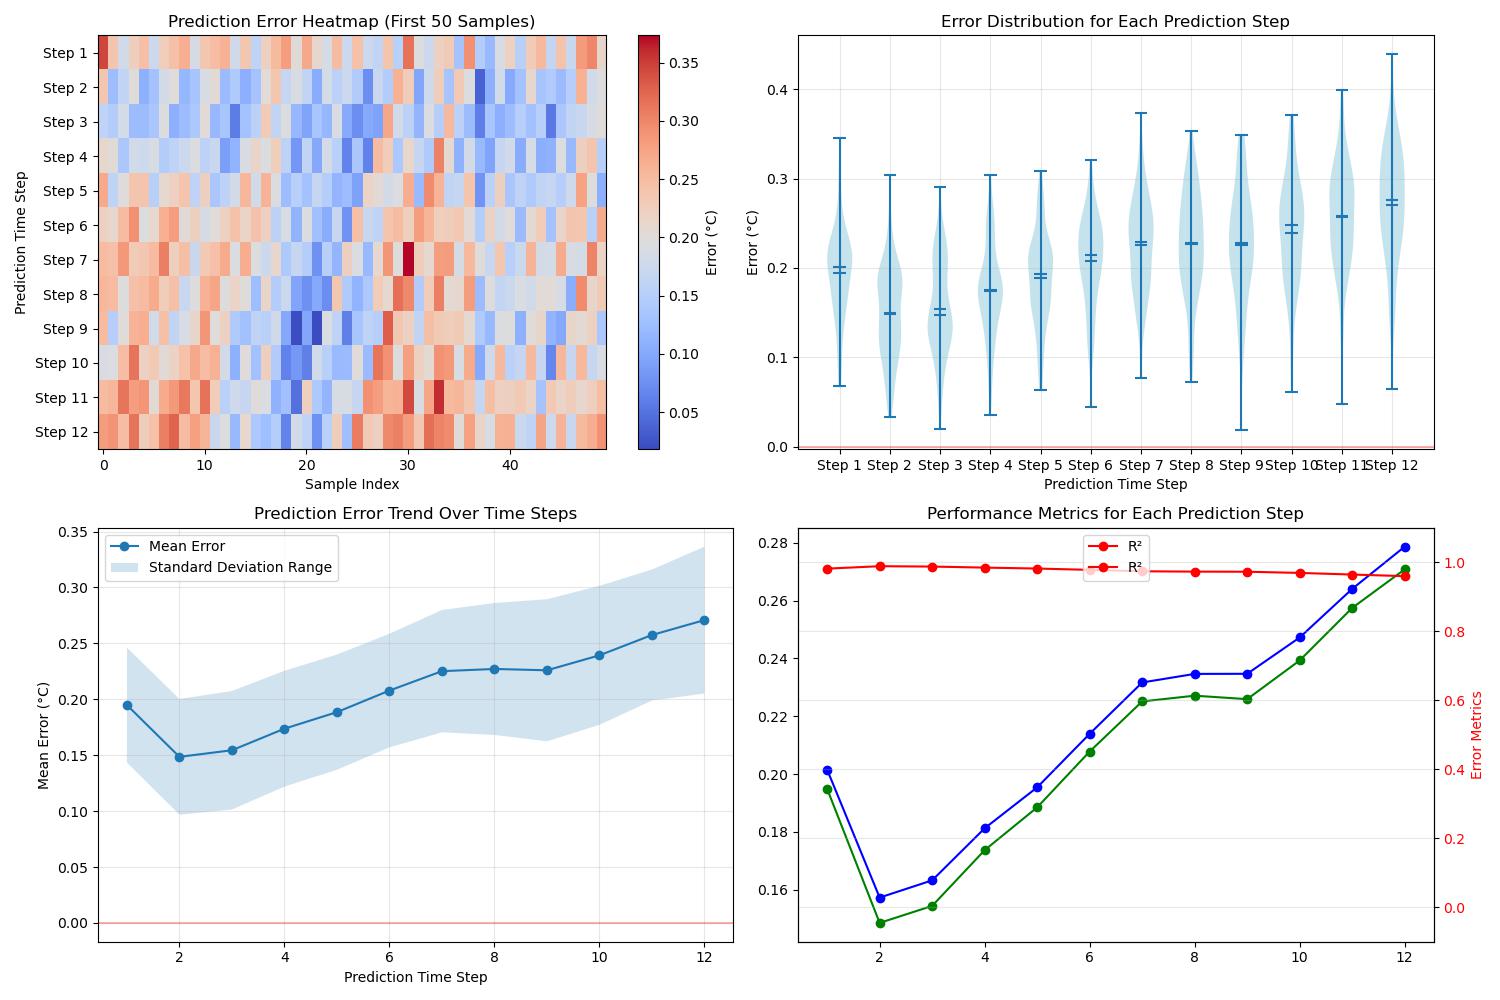 Prediction Error Heatmap (First 50 Samples)
Prediction Time Step
Step 1
Step 2
Step 3
Step 4
Step 5
Step 6
Step 7
Step 8
Step 9
Step 10
Step 11
Step 12
0 10 20 30 40
Sample Index
0.35
0.30
0.25
0.20
0.15
0.10
0.05
Error (°C)
Error Distribution for Each Prediction Step
Error (°C)
0.4
0.3
0.2
0.1
0.0
Step 1 Step 2 Step 3 Step 4 Step 5 Step 6 Step 7 Step 8 Step 9 Step 10 Step 11 Step 12
Prediction Time Step
Prediction Error Trend Over Time Steps
Mean Error
Standard Deviation Range
Mean Error (°C)
0.35
0.30
0.25
0.20
0.15
0.10
0.05
0.00
2 4 6 8 10 12
Prediction Time Step
Performance Metrics for Each Prediction Step
R²
R²
0.28
0.26
0.24
0.22
0.20
0.18
0.16
2 4 6 8 10 12
1.0
0.8
0.6
0.4
0.2
0.0
Error Metrics